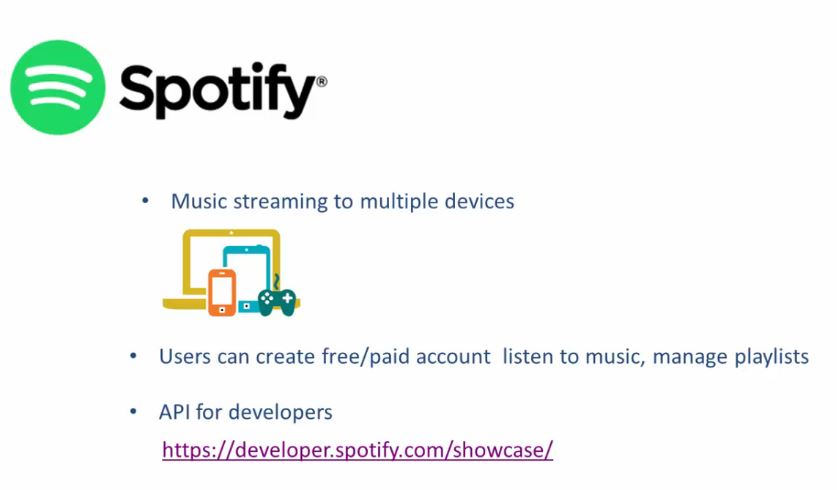 Spotify®
• Music streaming to multiple devices
• Users can create free/paid account  listen to music, manage playlists
• API for developers
https://developer.spotify.com/showcase/